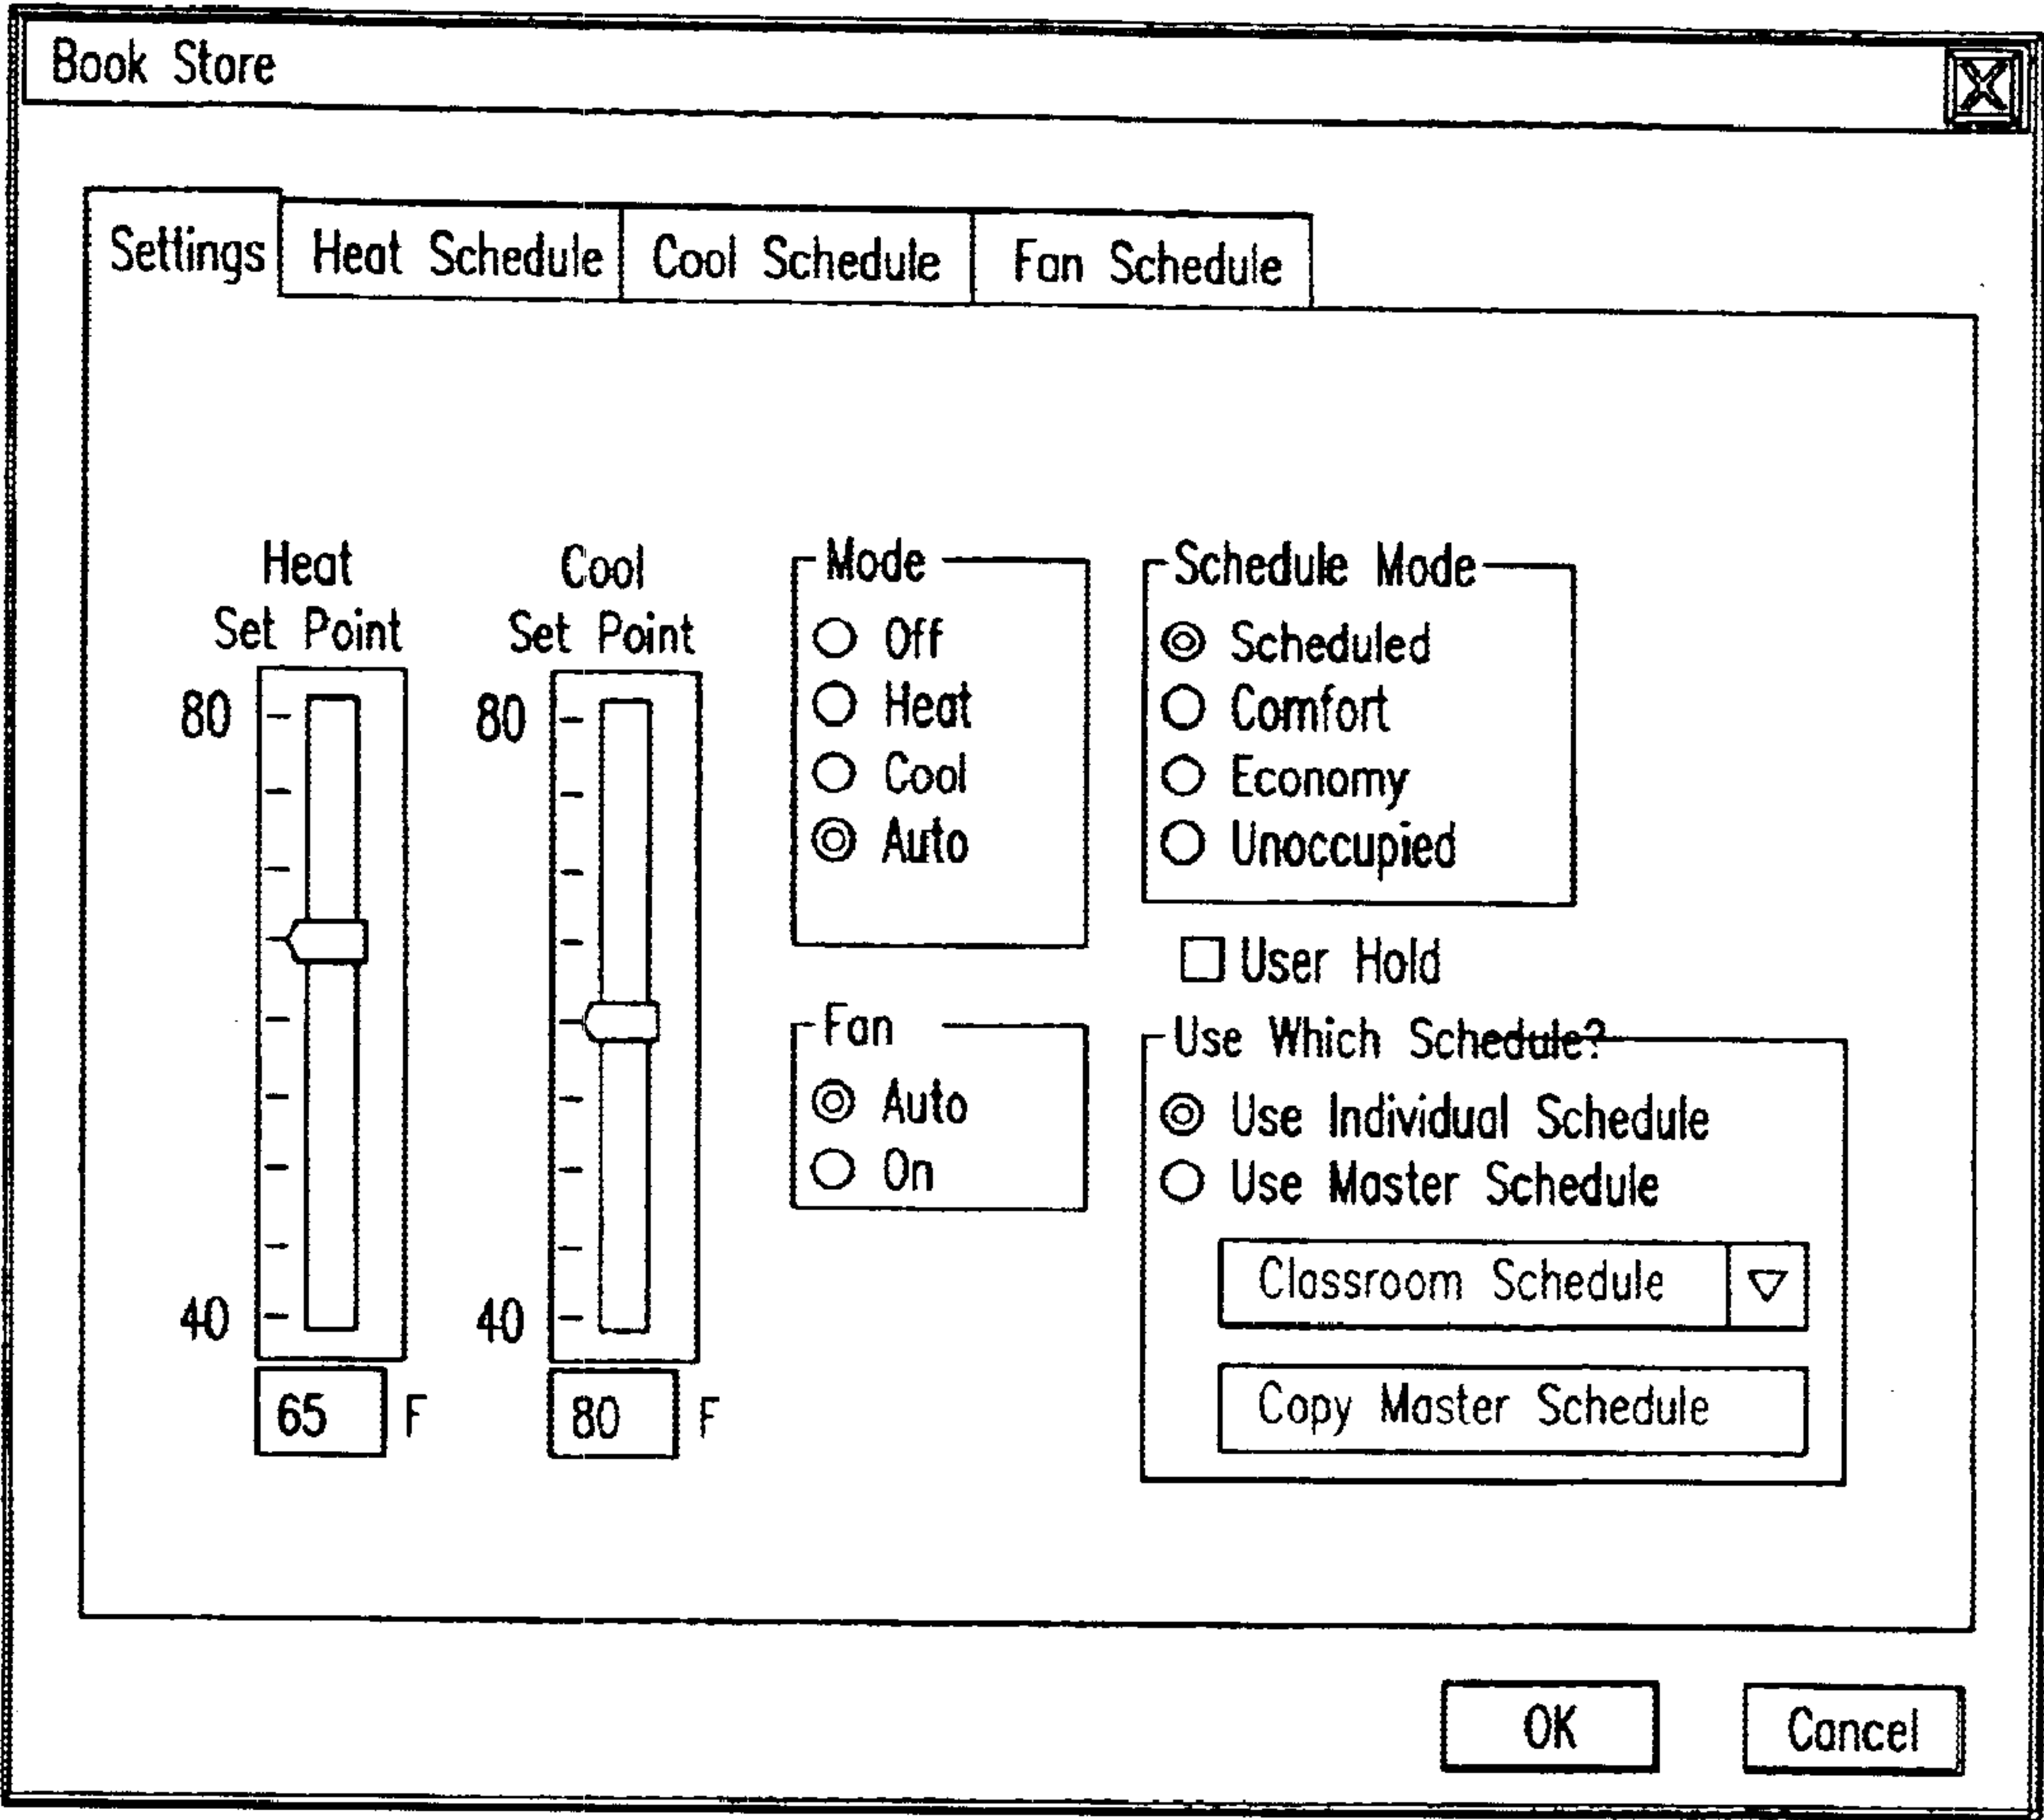 Book Store
Settings
Heat Schedule
Cool Schedule
Fan Schedule
Heat
Set Point
80
40
65 F
Cool
Set Point
80
40
80 F
Mode
Off
Heat
Cool
Auto
Fan
Auto
On
Schedule Mode
Scheduled
Comfort
Economy
Unoccupied
User Hold
Use Which Schedule?
Use Individual Schedule
Use Master Schedule
Classroom Schedule
Copy Master Schedule
OK
Cancel